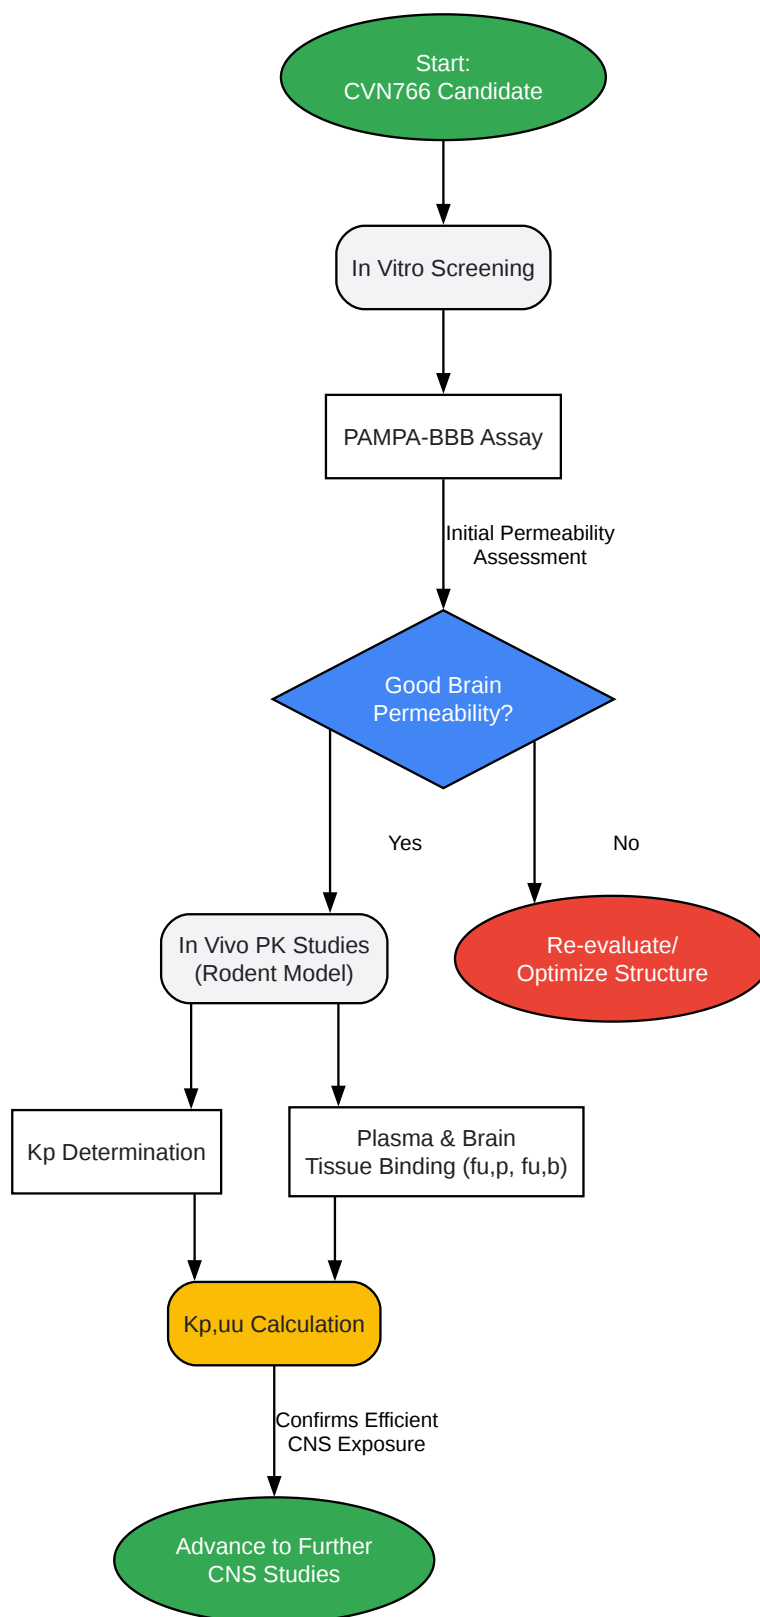 Start:
CVN766 Candidate
In Vitro Screening
PAMPA-BBB Assay
Initial Permeability
Assessment
Good Brain
Permeability?
Yes
No
In Vivo PK Studies
(Rodent Model)
Re-evaluate/
Optimize Structure
Kp Determination
Plasma & Brain
Tissue Binding (fu,p, fu,b)
Kp,uu Calculation
Confirms Efficient
CNS Exposure
Advance to Further
CNS Studies